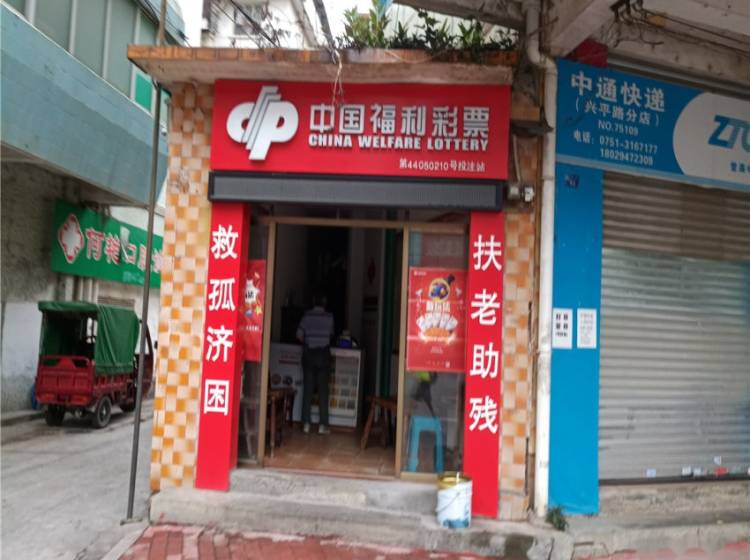 中国福利彩票
CHINA WELFARE LOTTERY
第44050210号投注站
救孤济困
扶老助残
中通快递
(兴平路分店)
NO.75109
电话:0751-3167177
18029472309
ZTO